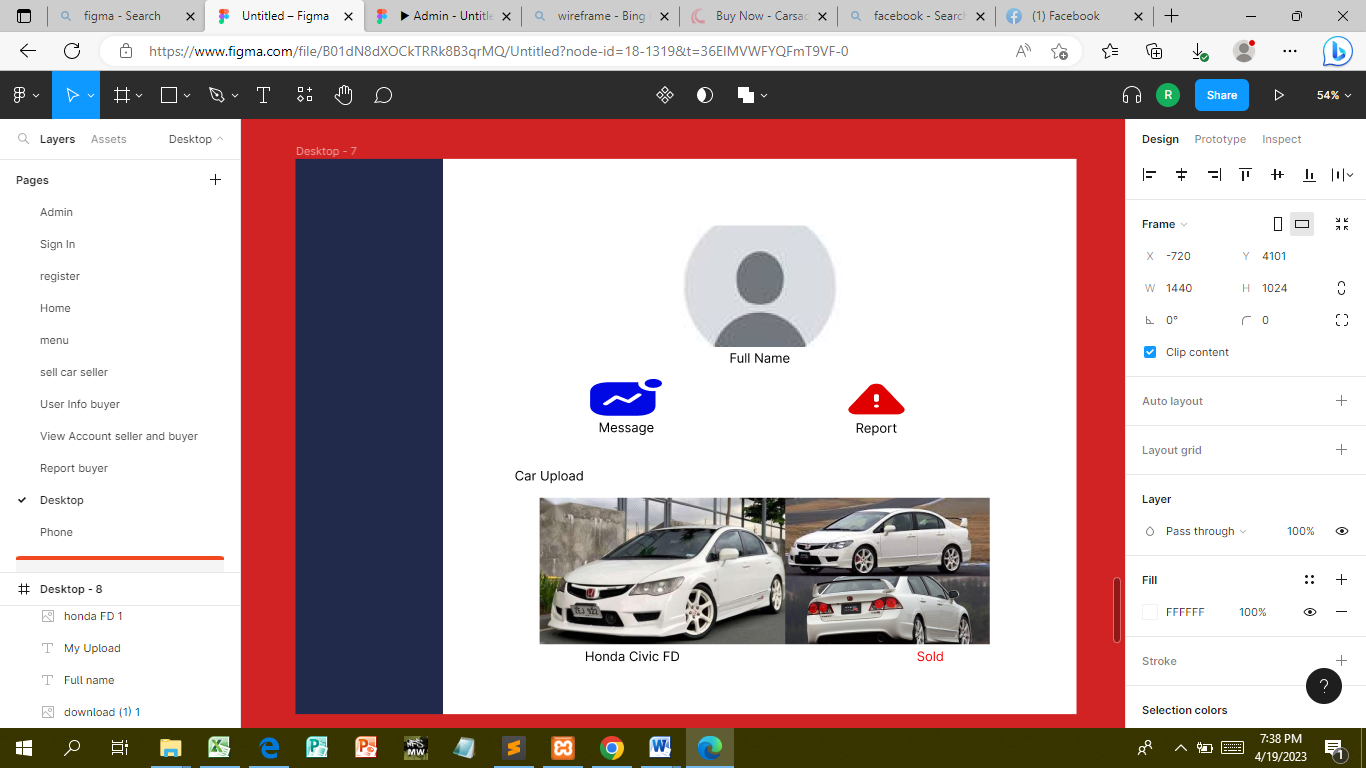 figma - Search
Untitled – Figma
▶ Admin - Untitle
wireframe - Bing
Buy Now - Carsac
facebook - Search
(1) Facebook
https://www.figma.com/file/B01dN8dXOCkTRRk8B3qrMQ/Untitled?node-id=18-1319&t=36EIMVWFYQFmT9VF-0
R
Share
54%
Layers
Assets
Desktop
Pages
Admin
Sign In
register
Home
menu
sell car seller
User Info buyer
View Account seller and buyer
Report buyer
Desktop
Phone
Desktop - 8
honda FD 1
My Upload
Full name
download (1) 1
Desktop - 7
Full Name
Message
Report
Car Upload
Honda Civic FD
Sold
Design
Prototype
Inspect
Frame
X -720 Y 4101
W 1440 H 1024
0° 0
Clip content
Auto layout
Layout grid
Layer
Pass through 100%
Fill
FFFFFF 100%
Stroke
?
Selection colors
7:38 PM
4/19/2023
1